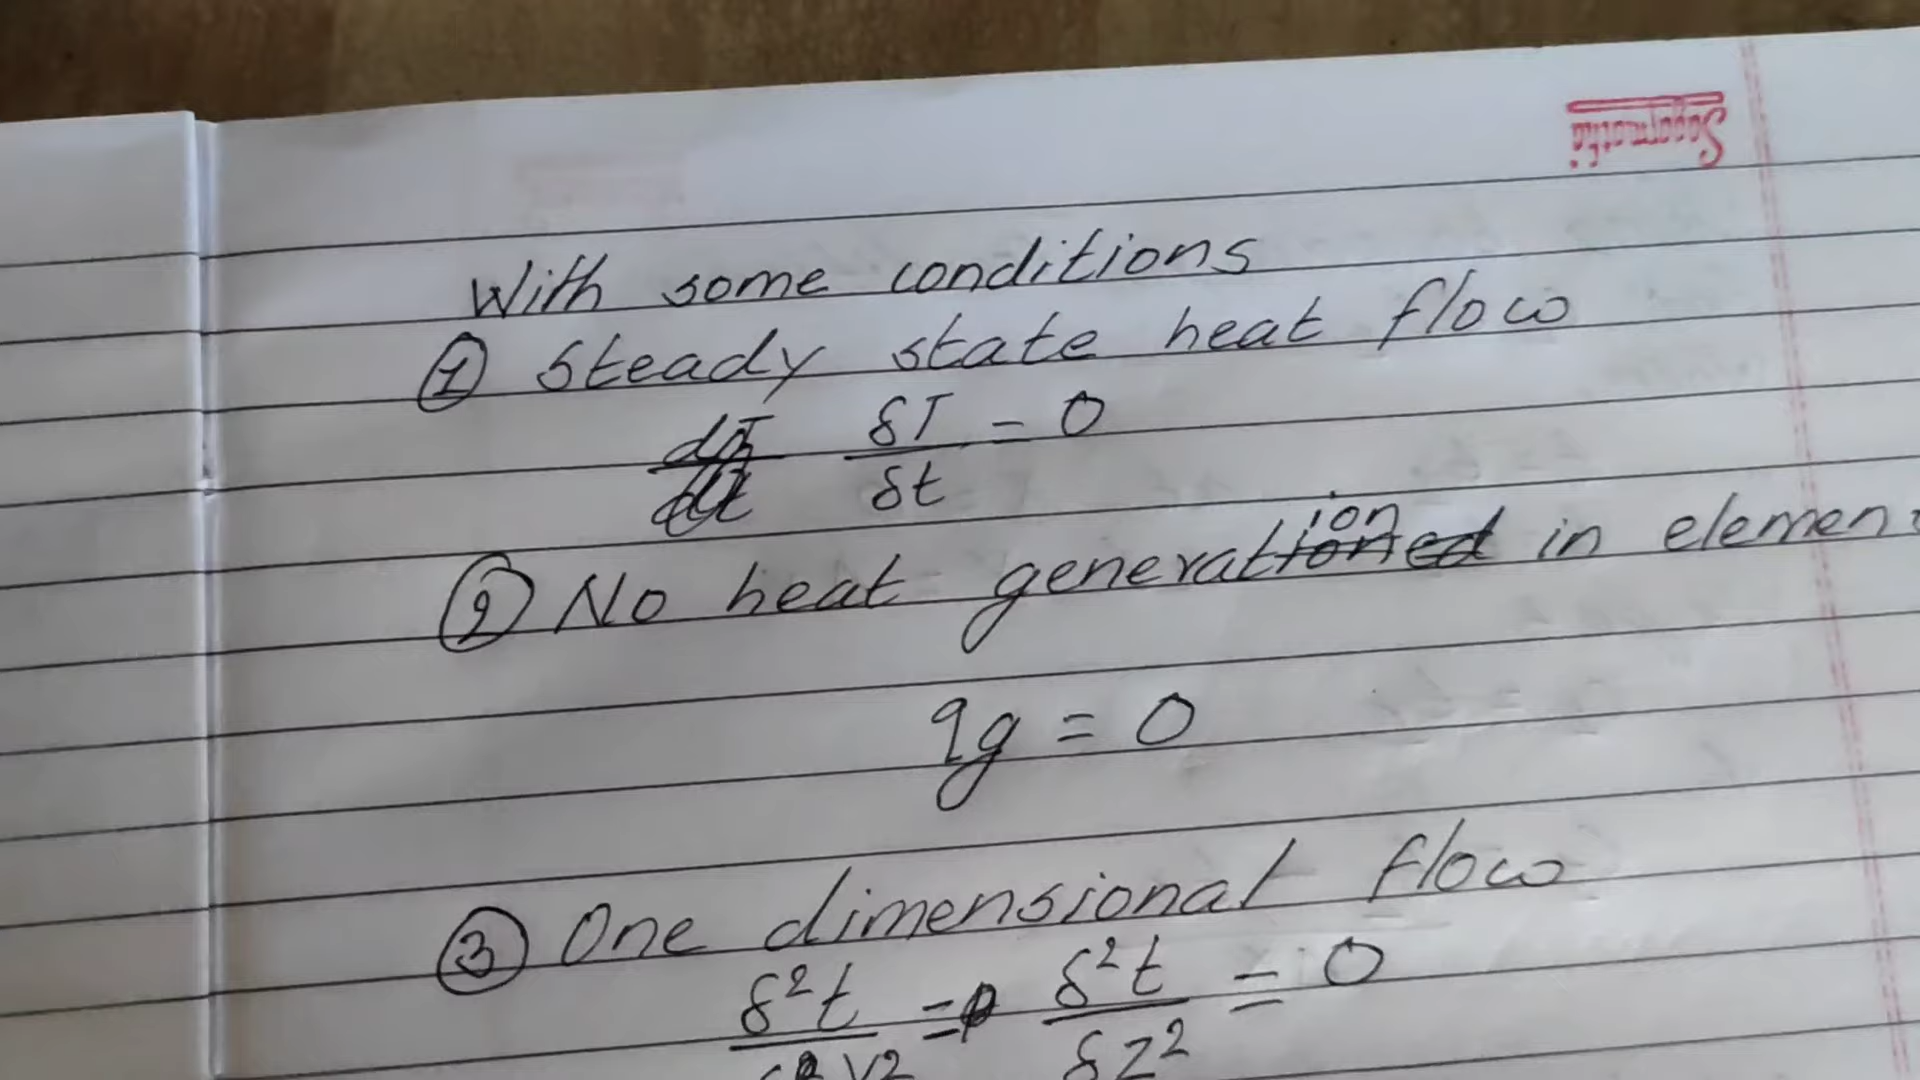 With some conditions
① Steady state heat flow
δT/δt = 0
② No heat generation in elemen
qg = 0
③ One dimensional flow
δ²t = δ²t/δz² = 0